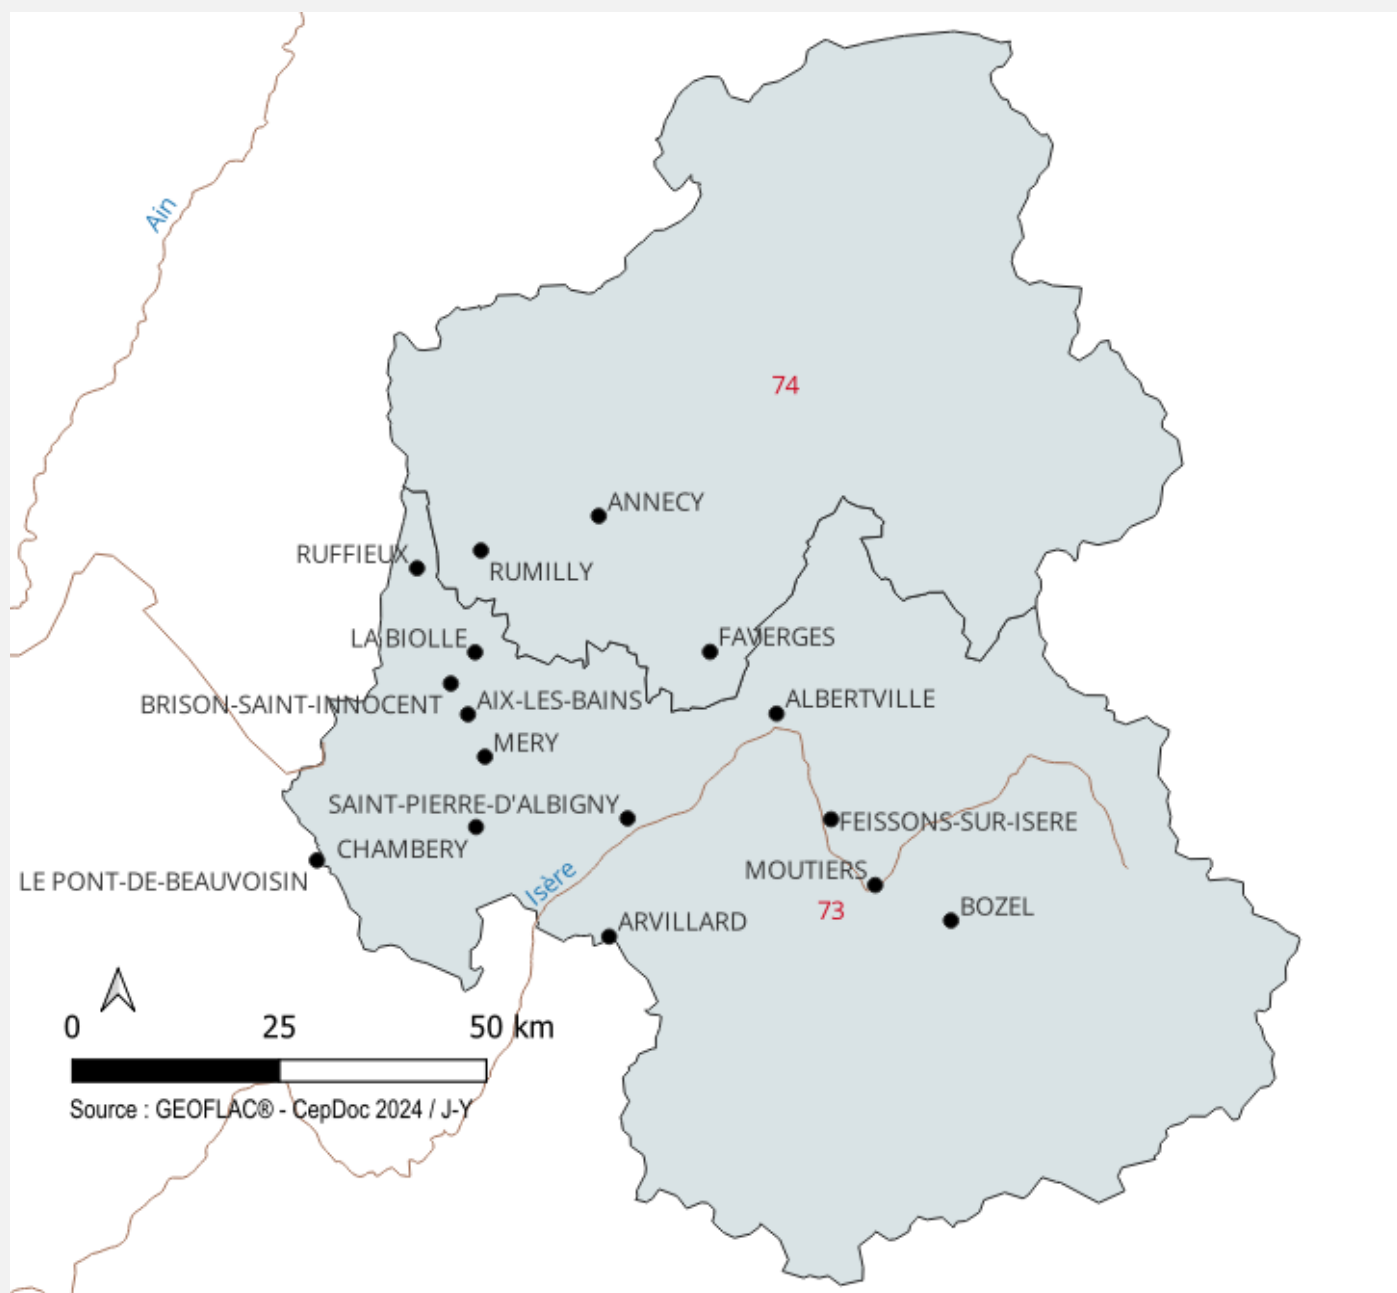 Ain
74
ANNECY
RUFFIEUX
RUMILLY
LA BIOLLE
FAVERGES
BRISON-SAINT-INNOCENT
AIX-LES-BAINS
ALBERTVILLE
MERY
SAINT-PIERRE-D'ALBIGNY
FEISSONS-SUR-ISERE
CHAMBERY
MOUTIERS
LE PONT-DE-BEAUVOISIN
Isère
73
BOZEL
ARVILLARD
0 25 50 km
Source : GEOFLAC® - CepDoc 2024 / J-Y